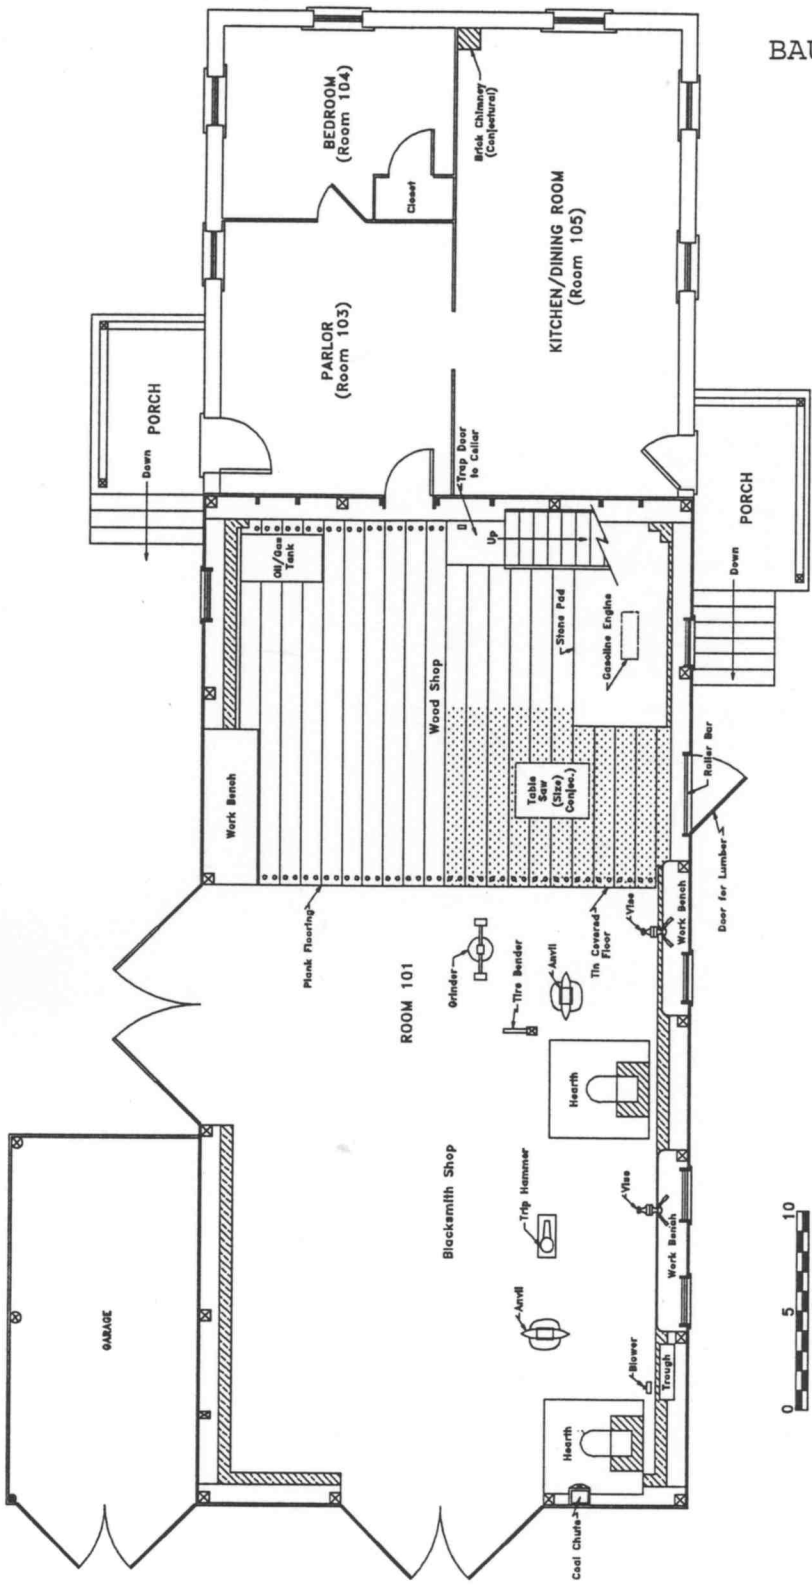 BAU
BEDROOM
(Room 104)
Closet
Brick Chimney
(Conjectural)
KITCHEN/DINING ROOM
(Room 105)
PARLOR
(Room 103)
PORCH
Down
Trap Door
to Cellar
PORCH
Down
Up
Oil/Gas
Tank
Stone Pad
Gasoline Engine
Wood Shop
Work Bench
Table
Saw
(Size)
Conjec.)
Roller Bar
Door for Lumber
Plank Flooring
Tin Covered
Floor
Vise
Work Bench
Grinder
Tire Bender
Anvil
ROOM 101
Hearth
Blacksmith Shop
Trip Hammer
Vise
Work Bench
Anvil
Blower
Trough
Hearth
Coal Chute
GARAGE
0 5 10